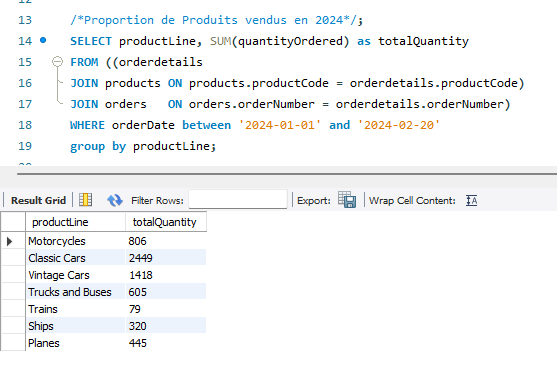 12
13 /*Proportion de Produits vendus en 2024*/;
14 SELECT productLine, SUM(quantityOrdered) as totalQuantity
15 FROM ((orderdetails
16 JOIN products ON products.productCode = orderdetails.productCode)
17 JOIN orders ON orders.orderNumber = orderdetails.orderNumber)
18 WHERE orderDate between '2024-01-01' and '2024-02-20'
19 group by productLine;
Result Grid Filter Rows: Export: Wrap Cell Content: IA
productLine totalQuantity
Motorcycles 806
Classic Cars 2449
Vintage Cars 1418
Trucks and Buses 605
Trains 79
Ships 320
Planes 445